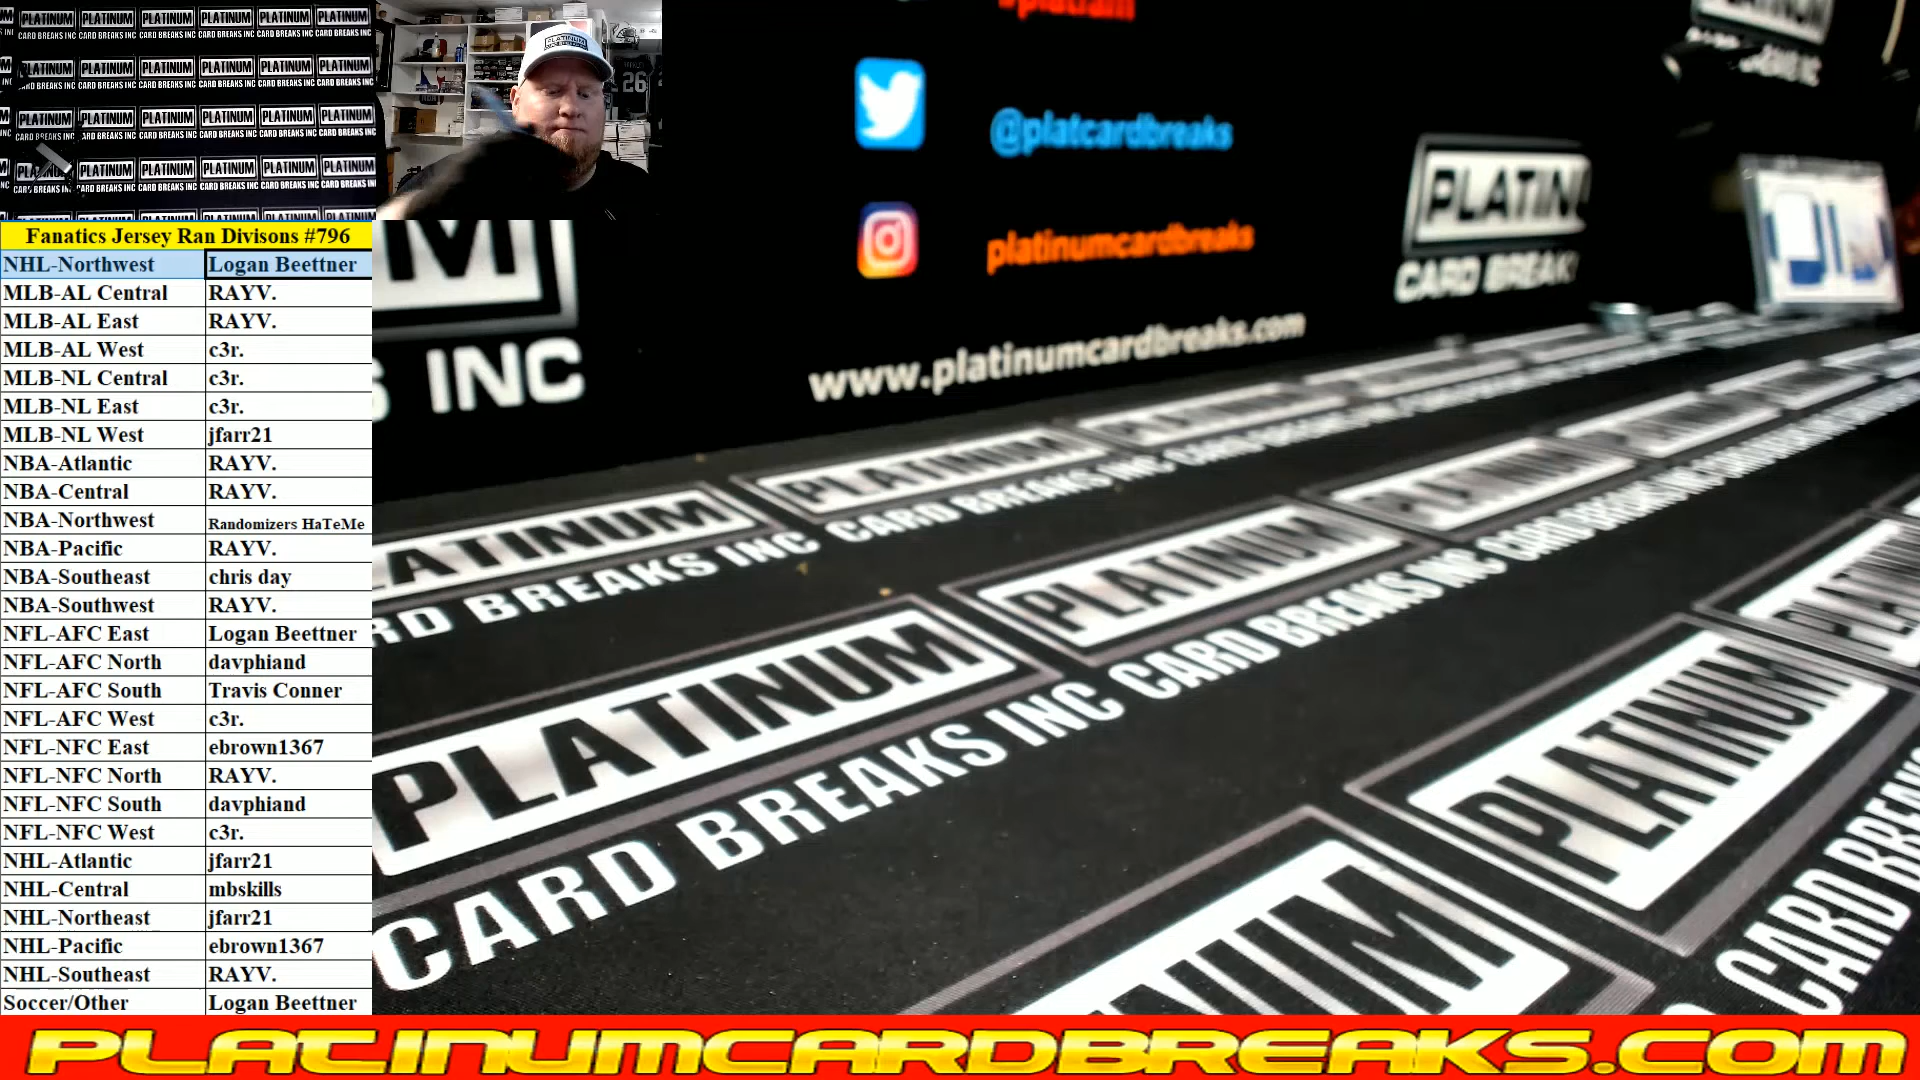 PLATINUM
CARD BREAKS INC
@platcardbreaks
platinumcardbreaks
www.platinumcardbreaks.com
INC
26
Fanatics Jersey Ran Divisons #796
NHL-Northwest Logan Beettner
MLB-AL Central RAYV.
MLB-AL East RAYV.
MLB-AL West c3r.
MLB-NL Central c3r.
MLB-NL East c3r.
MLB-NL West jfarr21
NBA-Atlantic RAYV.
NBA-Central RAYV.
NBA-Northwest Randomizers HaTeMe
NBA-Pacific RAYV.
NBA-Southeast chris day
NBA-Southwest RAYV.
NFL-AFC East Logan Beettner
NFL-AFC North davphiand
NFL-AFC South Travis Conner
NFL-AFC West c3r.
NFL-NFC East ebrown1367
NFL-NFC North RAYV.
NFL-NFC South davphiand
NFL-NFC West c3r.
NHL-Atlantic jfarr21
NHL-Central mbskills
NHL-Northeast jfarr21
NHL-Pacific ebrown1367
NHL-Southeast RAYV.
Soccer/Other Logan Beettner
PLATINUM
CARD BREAKS INC CARD BREAKS INC
PLATINUMCARDBREAKS.COM